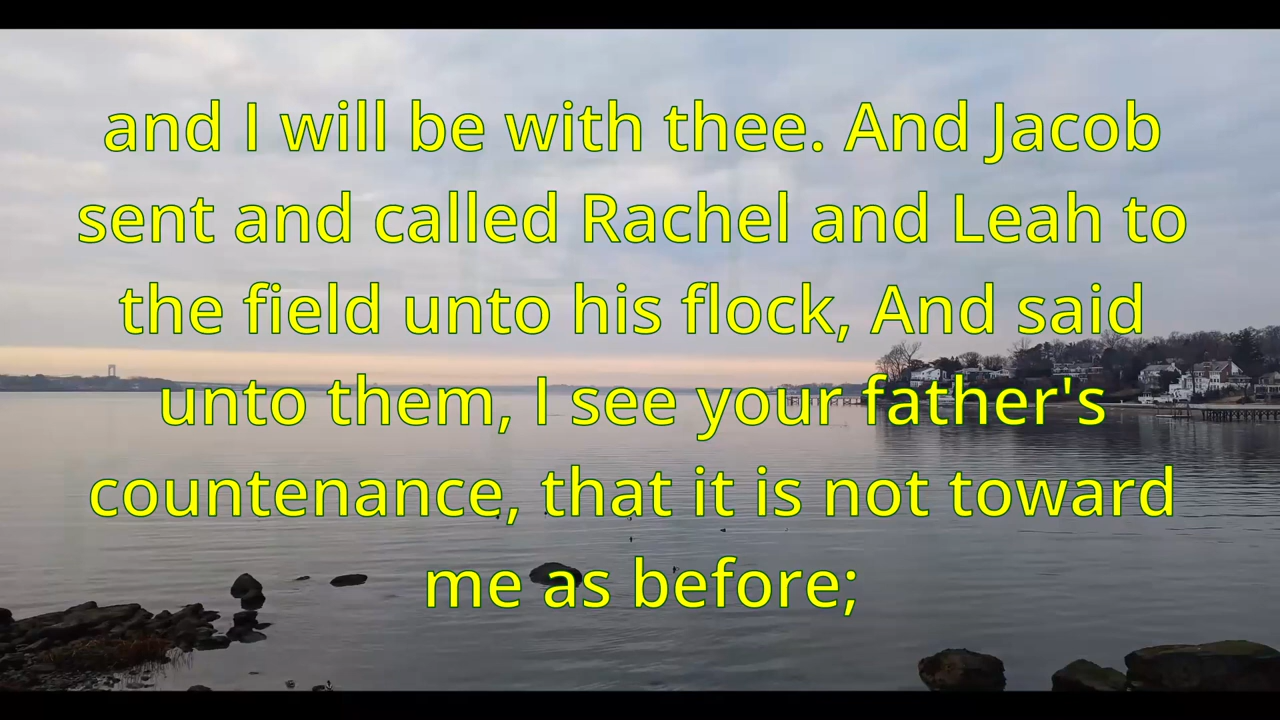 and I will be with thee. And Jacob
sent and called Rachel and Leah to
the field unto his flock, And said
unto them, I see your father's
countenance, that it is not toward
me as before;